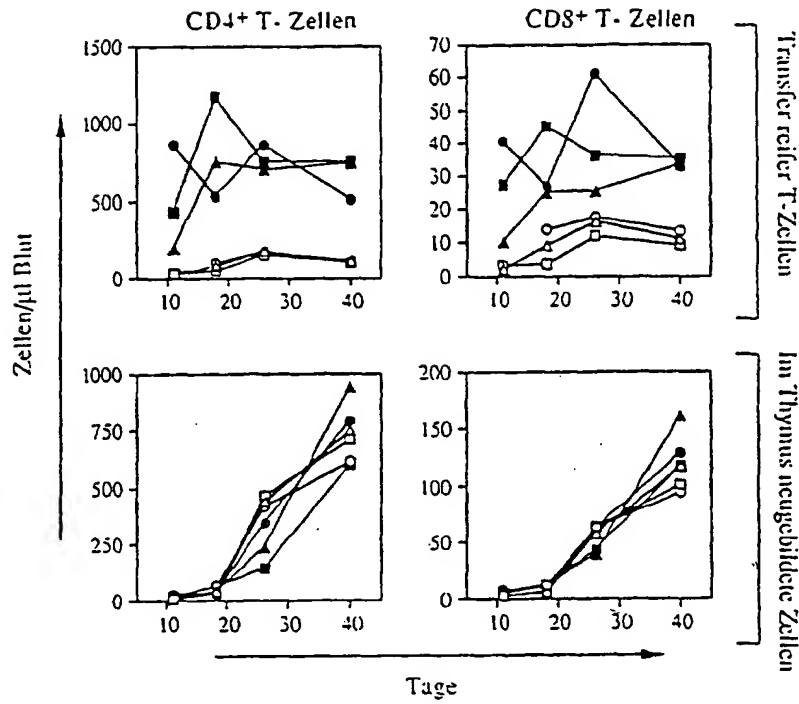 CD4+ T- Zellen
CD8+ T- Zellen
1500
1000
500
0
10 20 30 40
70
60
50
40
30
20
10
0
10 20 30 40
Transfer reifer T-Zellen
Zellen/µl Blut
1000
750
500
250
0
10 20 30 40
200
150
100
50
0
10 20 30 40
Im Thymus neugebildete Zellen
Tage